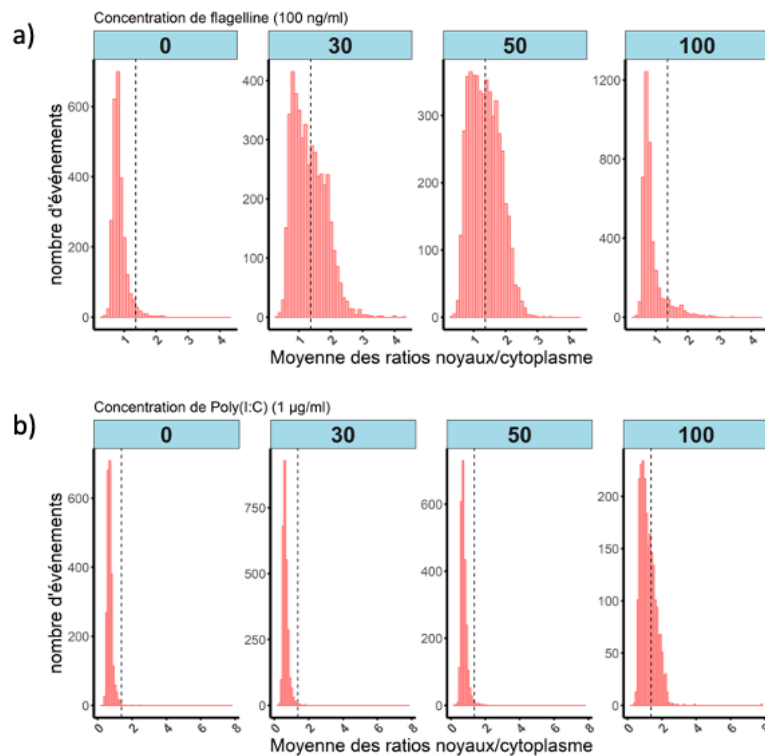 a)
Concentration de flagelline (100 ng/ml)
0 30 50 100
nombre d'événements
0 200 400 600
0 100 200 300 400
0 100 200 300
0 400 800 1200
1 2 3 4
1 2 3 4
1 2 3 4
1 2 3 4
Moyenne des ratios noyaux/cytoplasme
b)
Concentration de Poly(I:C) (1 µg/ml)
0 30 50 100
nombre d'événements
0 200 400 600
0 250 500 750
0 200 400 600
0 50 100 150 200
0 2 4 6 8
0 2 4 6 8
0 2 4 6 8
0 2 4 6 8
Moyenne des ratios noyaux/cytoplasme